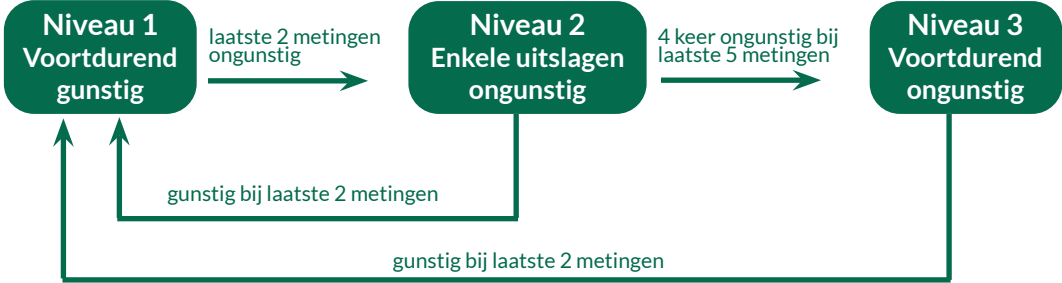 Niveau 1
Voortdurend
gunstig
laatste 2 metingen
ongunstig
Niveau 2
Enkele uitslagen
ongunstig
4 keer ongunstig bij
laatste 5 metingen
Niveau 3
Voortdurend
ongunstig
gunstig bij laatste 2 metingen
gunstig bij laatste 2 metingen